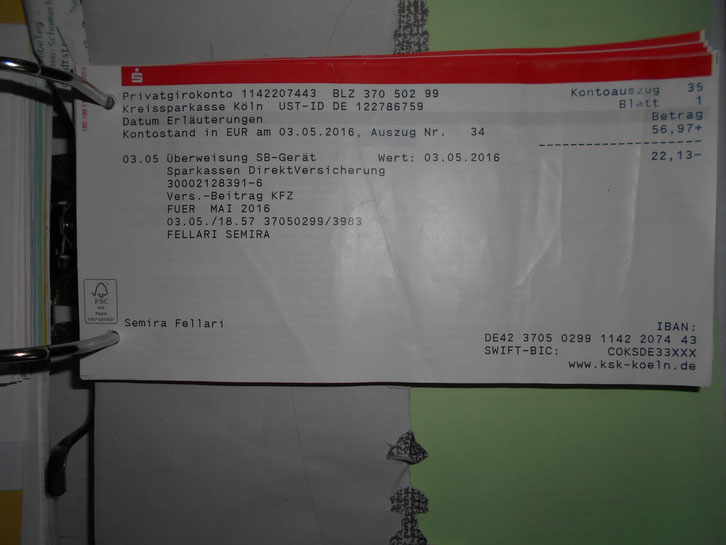 Privatgirokonto 1142207443 BLZ 370 502 99 Kontoauszug 35
Kreissparkasse Köln UST-ID DE 122786759 Blatt 1
Datum Erläuterungen Betrag
Kontostand in EUR am 03.05.2016, Auszug Nr. 34 56,97+
03.05 Überweisung SB-Gerät Wert: 03.05.2016 22,13-
Sparkassen DirektVersicherung
30002128391-6
Vers.-Beitrag KFZ
FUER MAI 2016
03.05./18.57 37050299/3983
FELLARI SEMIRA
FSC
Semira Fellari
IBAN:
DE42 3705 0299 1142 2074 43
SWIFT-BIC: COKSDE33XXX
www.ksk-koeln.de